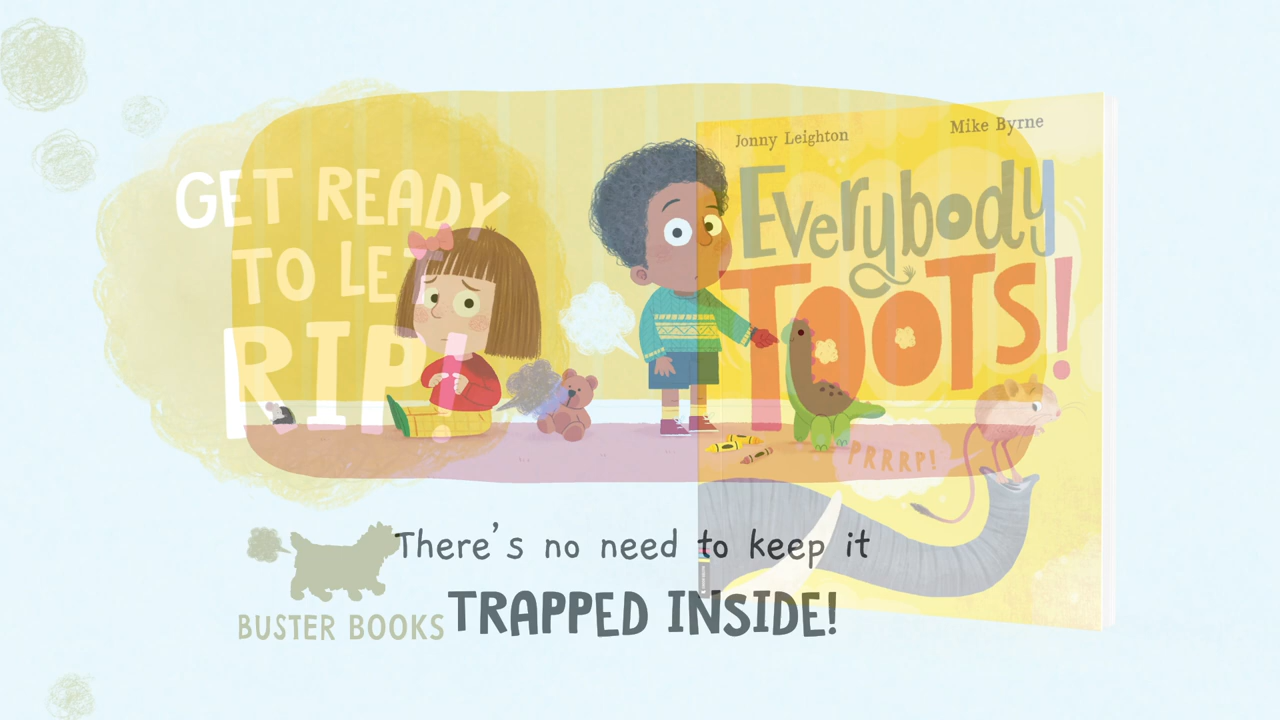 GET READY
TO LET
RIP!
Jonny Leighton
Mike Byrne
Everybody
TOOTS!
PRRRP!
There's no need to keep it
TRAPPED INSIDE!
BUSTER BOOKS